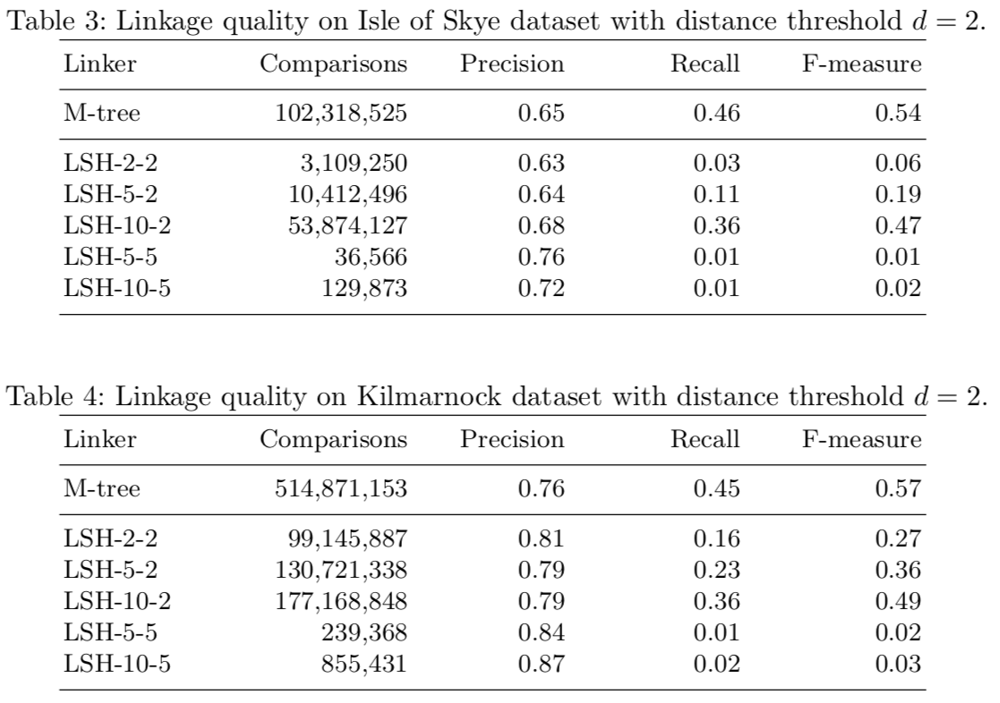 Table 3: Linkage quality on Isle of Skye dataset with distance threshold d = 2.
Linker Comparisons Precision Recall F-measure
M-tree 102,318,525 0.65 0.46 0.54
LSH-2-2 3,109,250 0.63 0.03 0.06
LSH-5-2 10,412,496 0.64 0.11 0.19
LSH-10-2 53,874,127 0.68 0.36 0.47
LSH-5-5 36,566 0.76 0.01 0.01
LSH-10-5 129,873 0.72 0.01 0.02
Table 4: Linkage quality on Kilmarnock dataset with distance threshold d = 2.
Linker Comparisons Precision Recall F-measure
M-tree 514,871,153 0.76 0.45 0.57
LSH-2-2 99,145,887 0.81 0.16 0.27
LSH-5-2 130,721,338 0.79 0.23 0.36
LSH-10-2 177,168,848 0.79 0.36 0.49
LSH-5-5 239,368 0.84 0.01 0.02
LSH-10-5 855,431 0.87 0.02 0.03